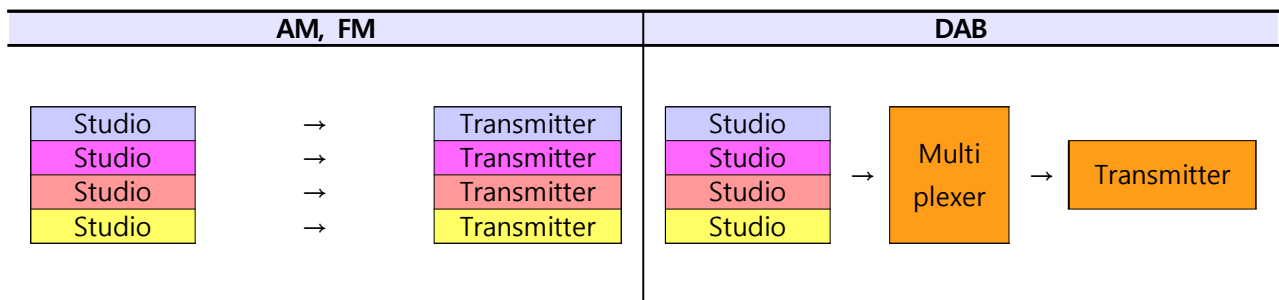 AM, FM
DAB
Studio → Transmitter
Studio → Transmitter
Studio → Transmitter
Studio → Transmitter
Studio
Studio
Studio
Studio
→
Multi
plexer
→
Transmitter